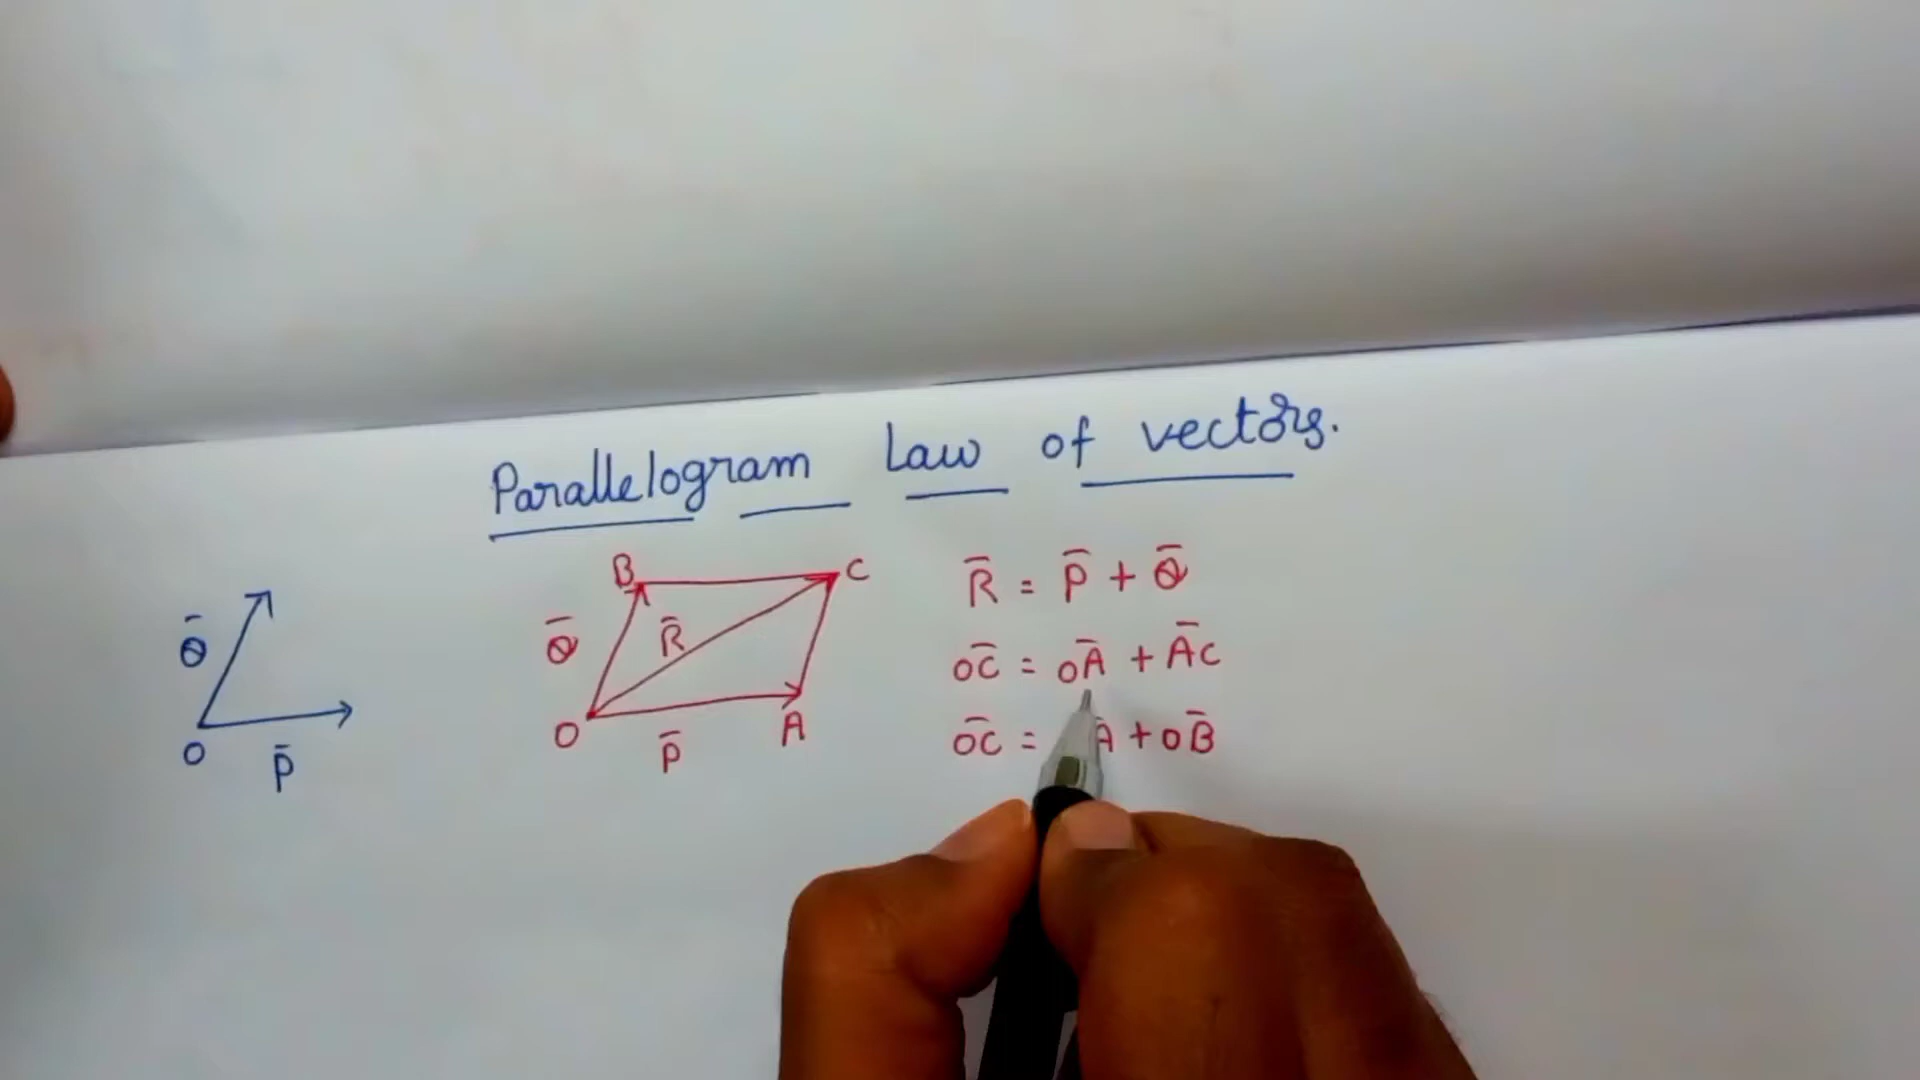 Parallelogram Law of vectors.
B C
Q̄ Q̄ R̄
O P̄ O P̄ A
R̄ = P̄ + Q̄
OC̄ = OĀ + ĀC
OC̄ = A + OB̄